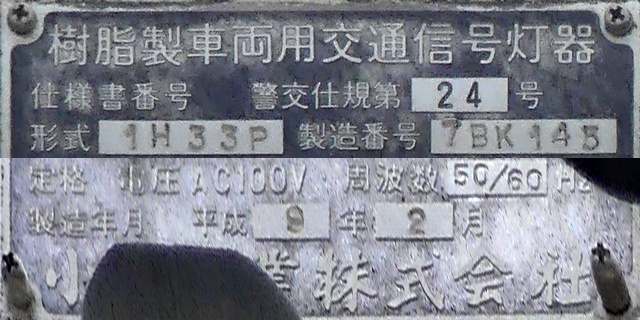 樹脂製車両用交通信号灯器
仕様書番号 警交仕規第 24 号
形式 1H33P 製造番号 7BK145
定格 電圧 AC100V 周波数 50/60 Hz
製造年月 平成 9 年 2 月
小 業株式会社